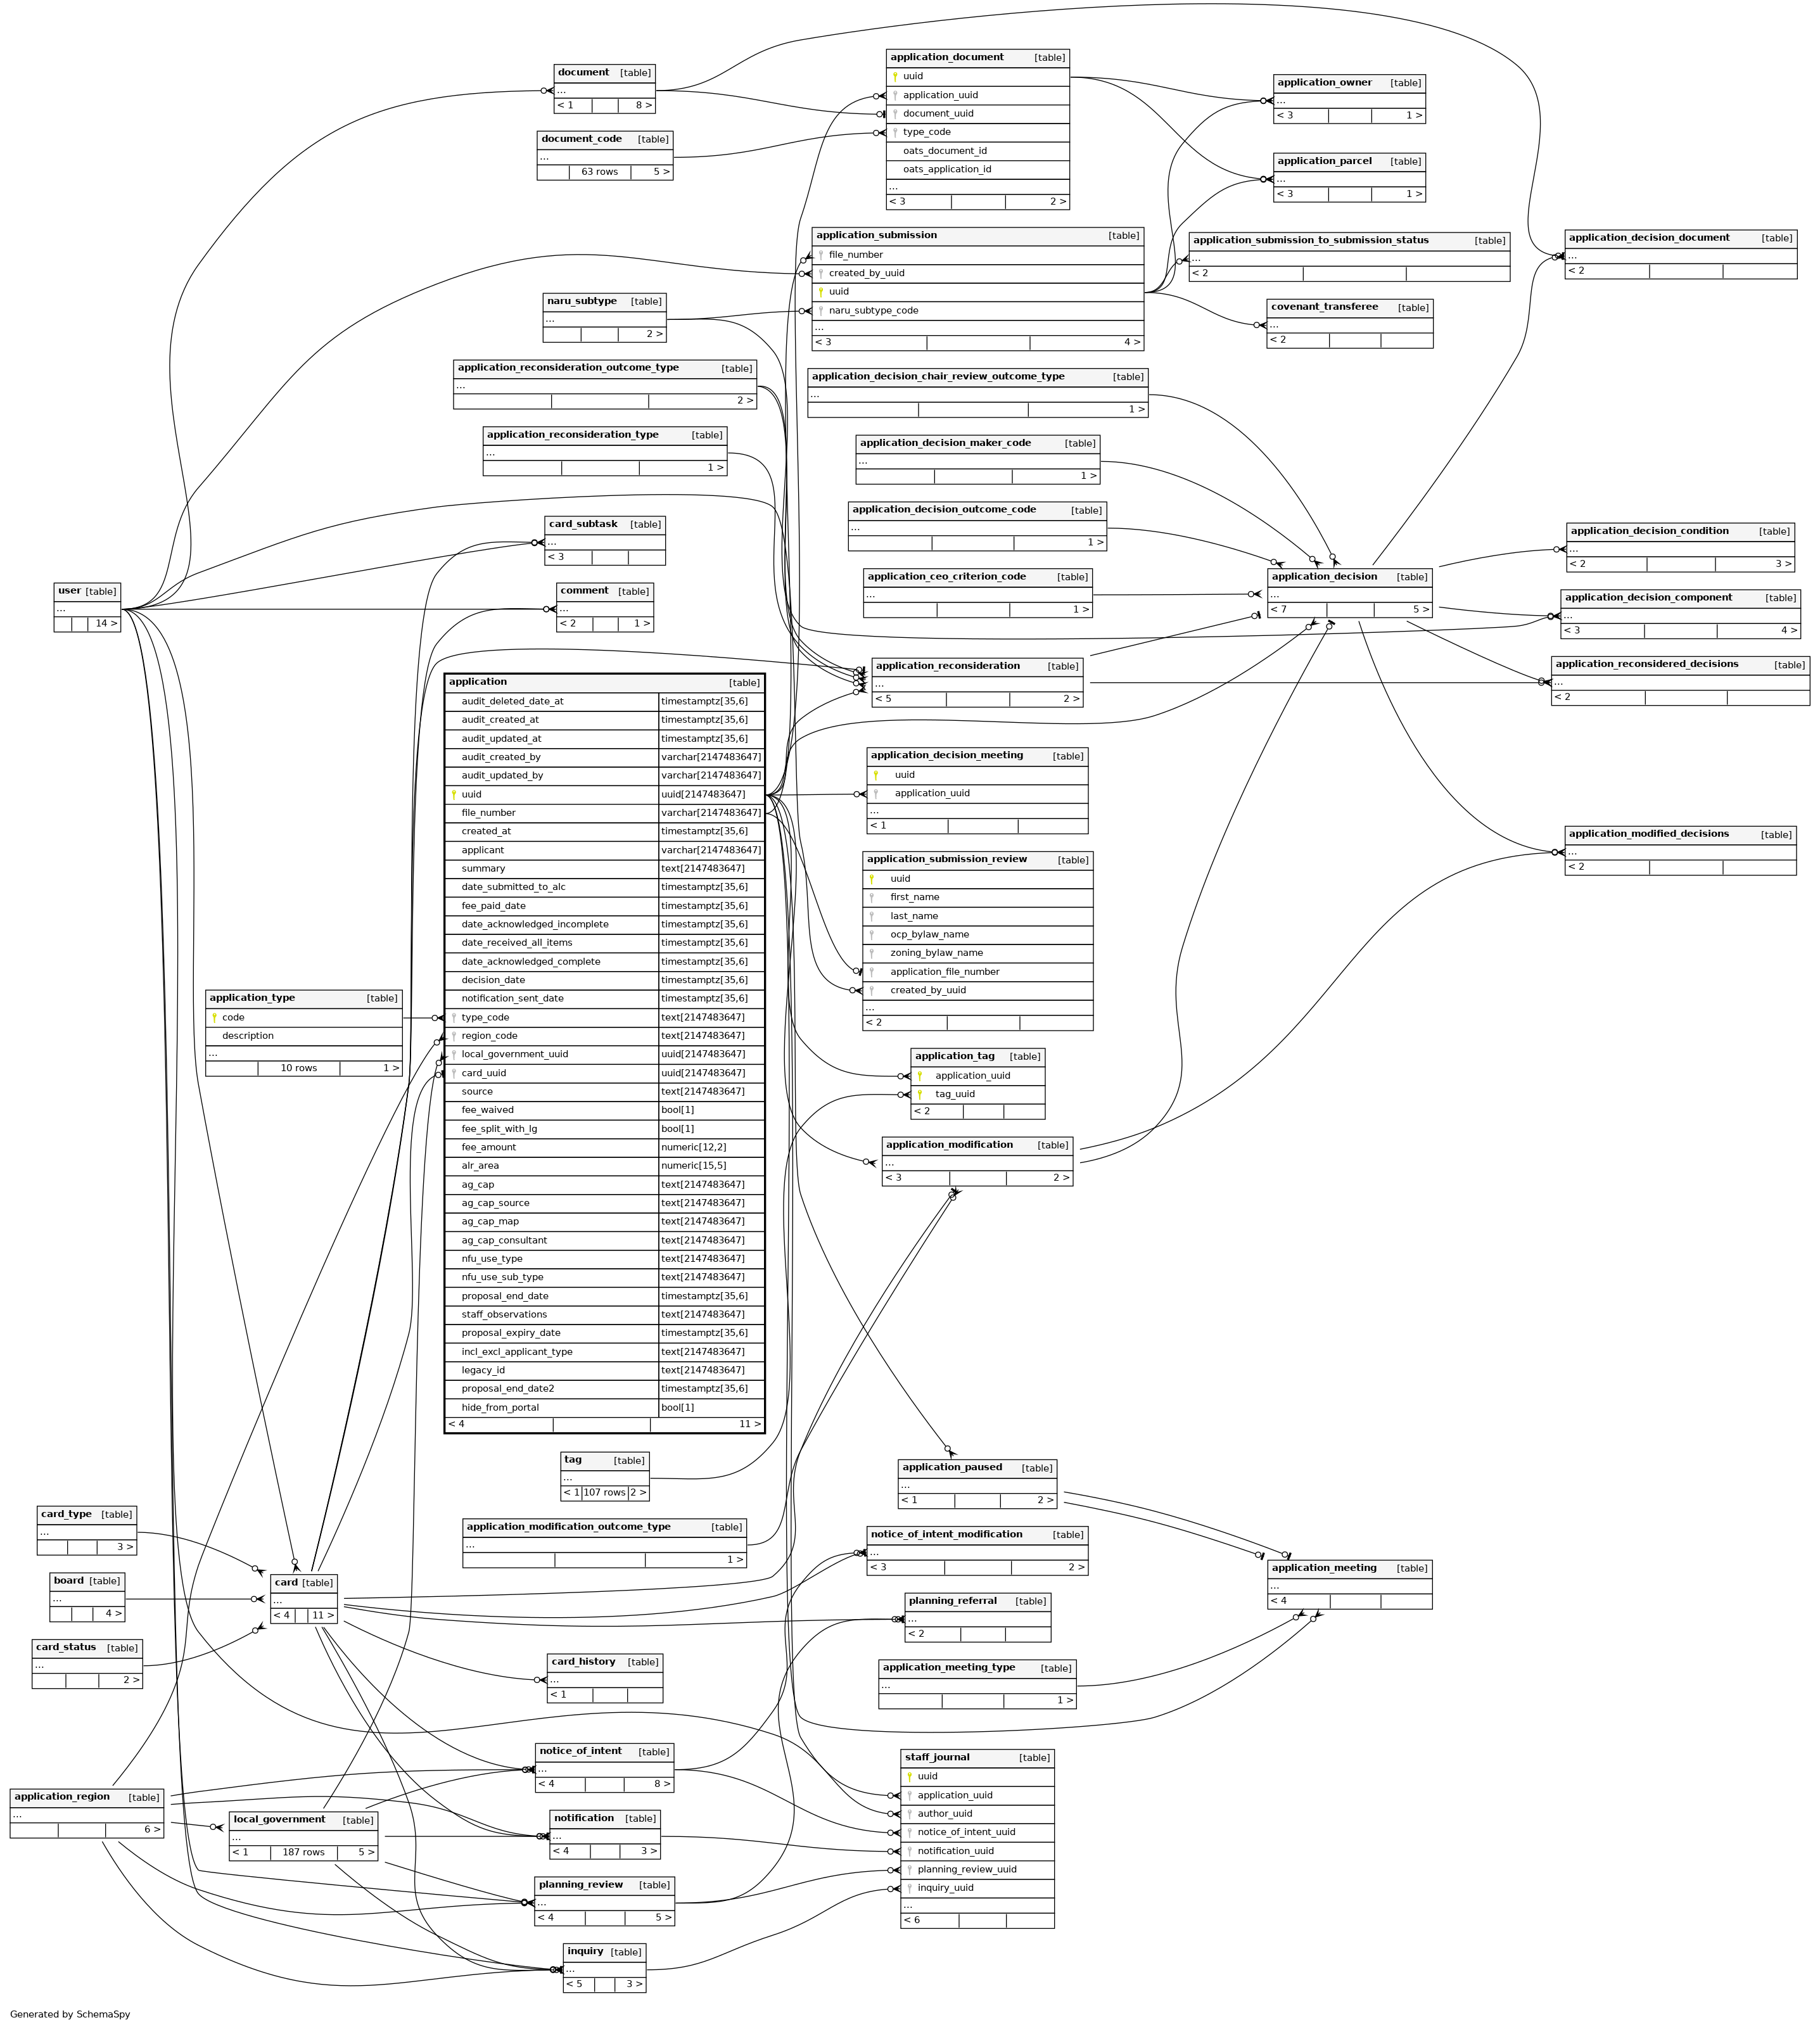 document [table]
...
< 1 8 >
document_code [table]
...
63 rows 5 >
application_document [table]
uuid
application_uuid
document_uuid
type_code
oats_document_id
oats_application_id
...
< 3 2 >
application_owner [table]
...
< 3 1 >
application_parcel [table]
...
< 3 1 >
application_submission [table]
file_number
created_by_uuid
uuid
naru_subtype_code
...
< 3 4 >
application_submission_to_submission_status [table]
...
< 2
application_decision_document [table]
...
< 2
covenant_transferee [table]
...
< 2
naru_subtype [table]
...
2 >
application_reconsideration_outcome_type [table]
...
2 >
application_reconsideration_type [table]
...
1 >
application_decision_chair_review_outcome_type [table]
...
1 >
application_decision_maker_code [table]
...
1 >
application_decision_outcome_code [table]
...
1 >
application_ceo_criterion_code [table]
...
1 >
card_subtask [table]
...
< 3
user [table]
...
14 >
comment [table]
...
< 2 1 >
application_decision [table]
...
< 7 5 >
application_decision_condition [table]
...
< 2 3 >
application_decision_component [table]
...
< 3 4 >
application_reconsidered_decisions [table]
...
< 2
application_reconsideration [table]
...
< 5 2 >
application [table]
audit_deleted_date_at timestamptz[35,6]
audit_created_at timestamptz[35,6]
audit_updated_at timestamptz[35,6]
audit_created_by varchar[2147483647]
audit_updated_by varchar[2147483647]
uuid uuid[2147483647]
file_number varchar[2147483647]
created_at timestamptz[35,6]
applicant varchar[2147483647]
summary text[2147483647]
date_submitted_to_alc timestamptz[35,6]
fee_paid_date timestamptz[35,6]
date_acknowledged_incomplete timestamptz[35,6]
date_received_all_items timestamptz[35,6]
date_acknowledged_complete timestamptz[35,6]
decision_date timestamptz[35,6]
notification_sent_date timestamptz[35,6]
type_code text[2147483647]
region_code text[2147483647]
local_government_uuid uuid[2147483647]
card_uuid uuid[2147483647]
source text[2147483647]
fee_waived bool[1]
fee_split_with_lg bool[1]
fee_amount numeric[12,2]
alr_area numeric[15,5]
ag_cap text[2147483647]
ag_cap_source text[2147483647]
ag_cap_map text[2147483647]
ag_cap_consultant text[2147483647]
nfu_use_type text[2147483647]
nfu_use_sub_type text[2147483647]
proposal_end_date timestamptz[35,6]
staff_observations text[2147483647]
proposal_expiry_date timestamptz[35,6]
incl_excl_applicant_type text[2147483647]
legacy_id text[2147483647]
proposal_end_date2 timestamptz[35,6]
hide_from_portal bool[1]
< 4 11 >
application_decision_meeting [table]
uuid
application_uuid
...
< 1
application_submission_review [table]
uuid
first_name
last_name
ocp_bylaw_name
zoning_bylaw_name
application_file_number
created_by_uuid
...
< 2
application_modified_decisions [table]
...
< 2
application_type [table]
code
description
...
10 rows 1 >
application_tag [table]
application_uuid
tag_uuid
< 2
application_modification [table]
...
< 3 2 >
tag [table]
...
< 1 107 rows 2 >
application_modification_outcome_type [table]
...
1 >
application_paused [table]
...
< 1 2 >
notice_of_intent_modification [table]
...
< 3 2 >
planning_referral [table]
...
< 2
application_meeting [table]
...
< 4
application_meeting_type [table]
...
1 >
card_type [table]
...
3 >
board [table]
...
4 >
card_status [table]
...
2 >
card [table]
...
< 4 11 >
card_history [table]
...
< 1
notice_of_intent [table]
...
< 4 8 >
notification [table]
...
< 4 3 >
planning_review [table]
...
< 4 5 >
inquiry [table]
...
< 5 3 >
application_region [table]
...
6 >
local_government [table]
...
< 1 187 rows 5 >
staff_journal [table]
uuid
application_uuid
author_uuid
notice_of_intent_uuid
notification_uuid
planning_review_uuid
inquiry_uuid
...
< 6
Generated by SchemaSpy